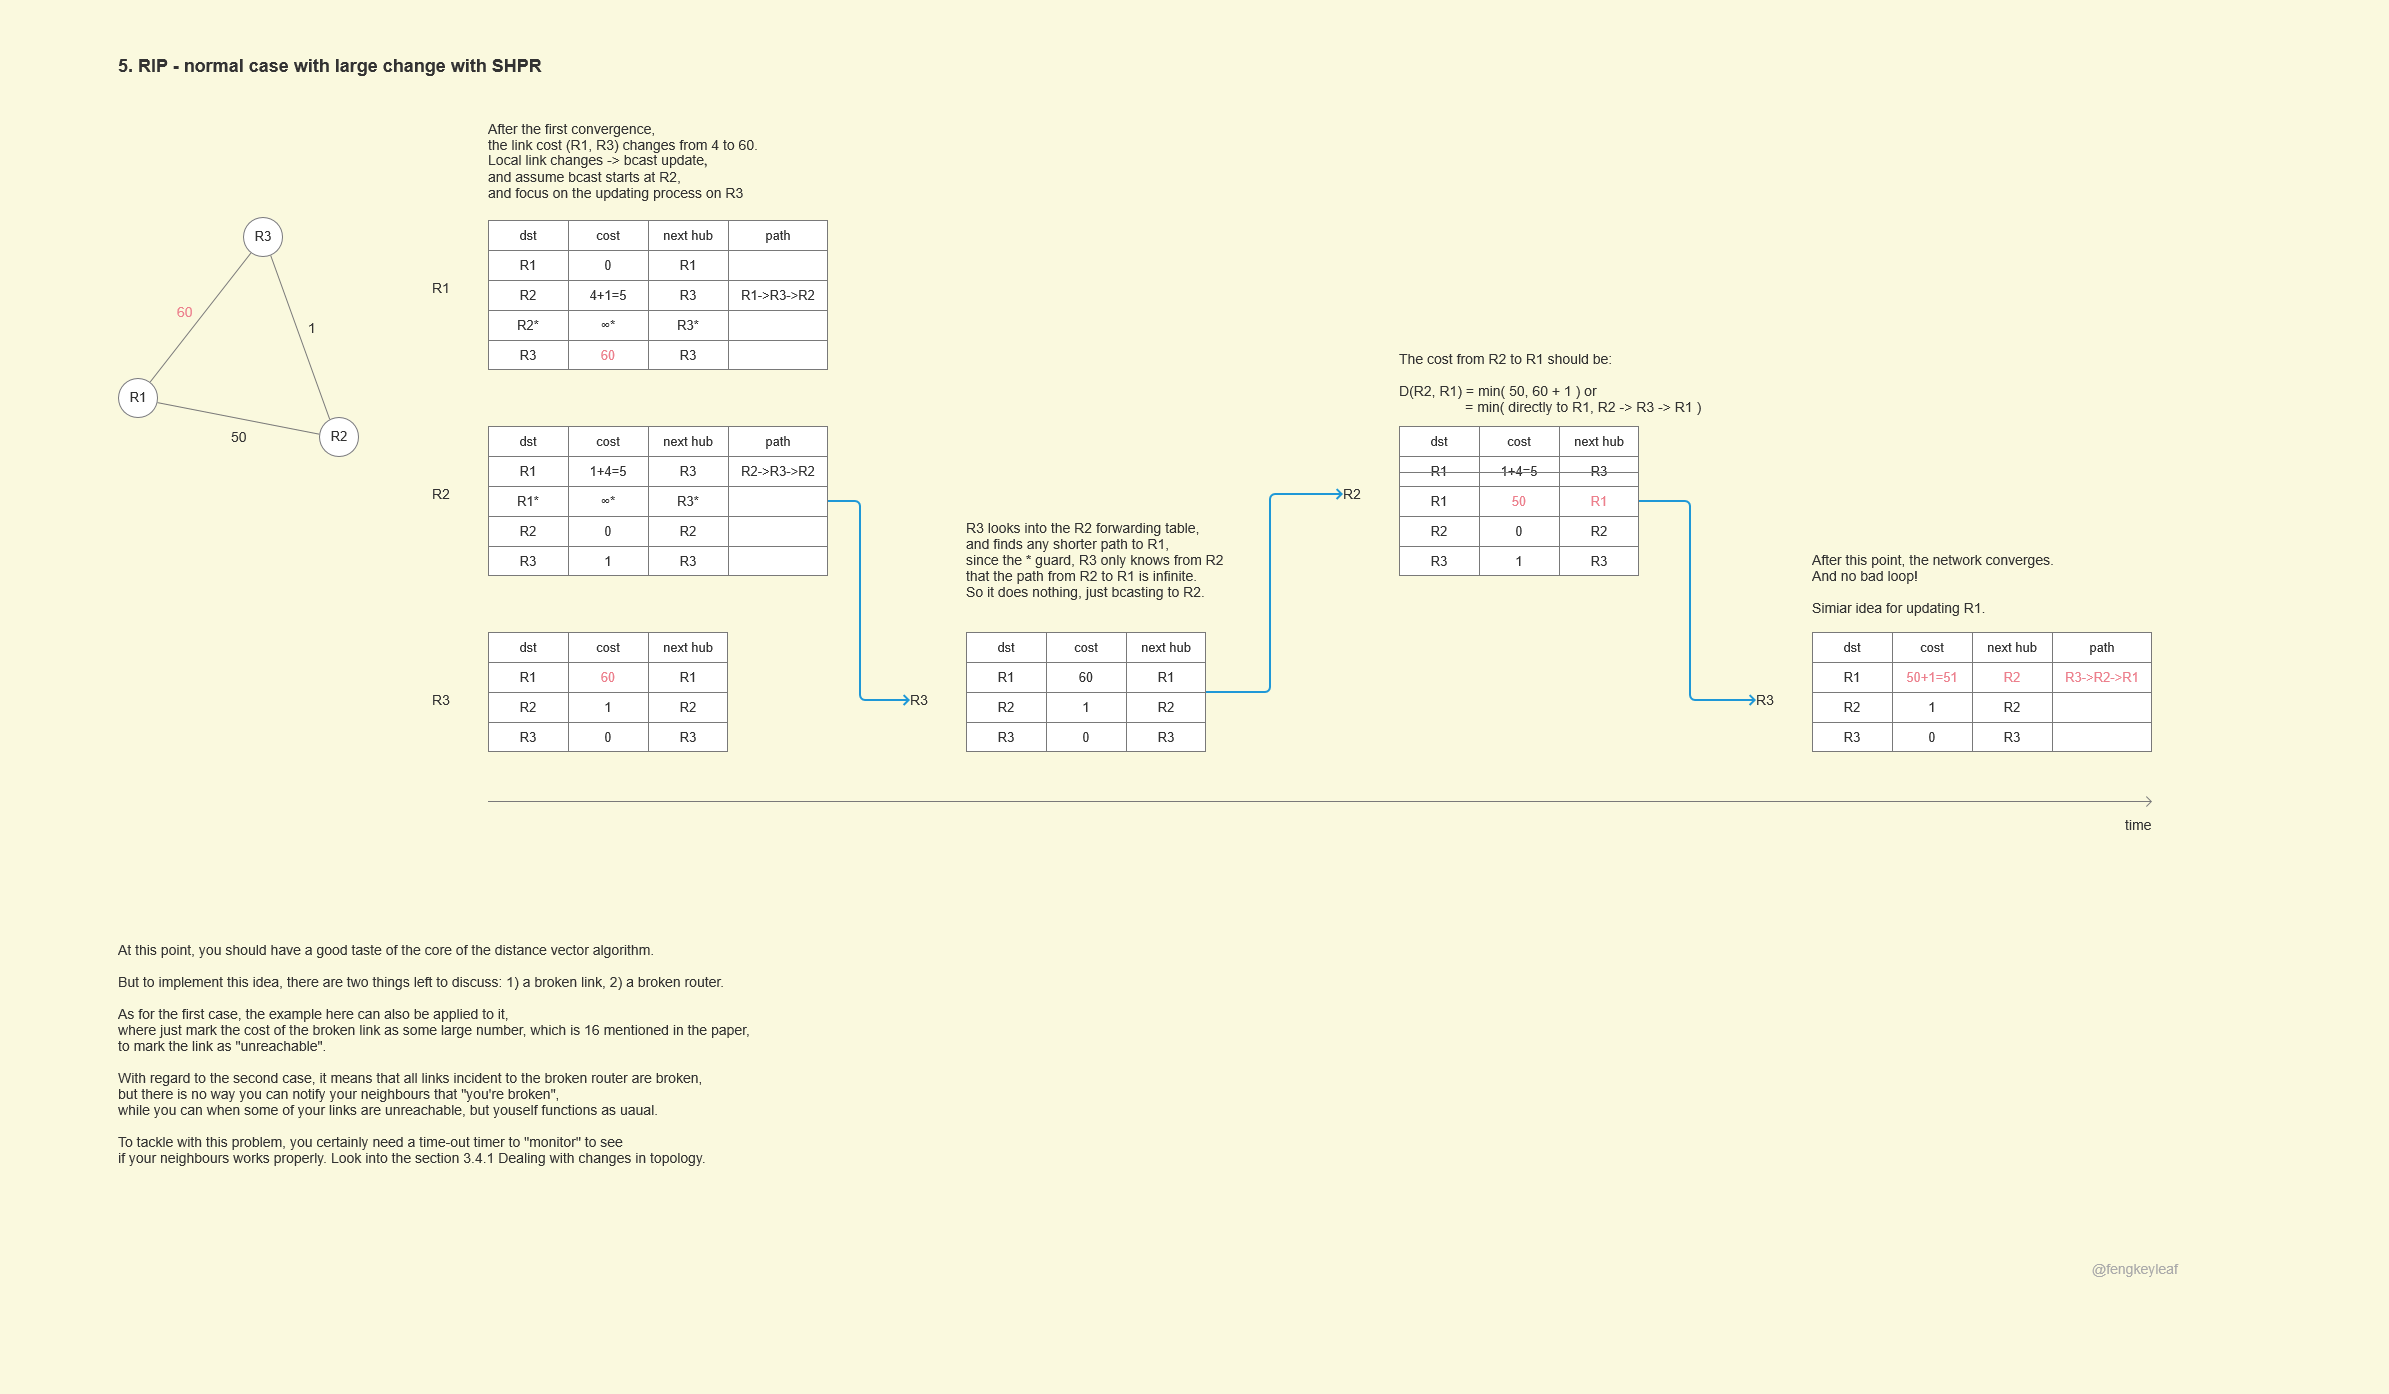 5. RIP - normal case with large change with SHPR
After the first convergence,
the link cost (R1, R3) changes from 4 to 60.
Local link changes -> bcast update,
and assume bcast starts at R2,
and focus on the updating process on R3
R3
60
1
R1
50
R2
R1
dst cost next hub path
R1 0 R1
R2 4+1=5 R3 R1->R3->R2
R2* ∞* R3*
R3 60 R3
R2
dst cost next hub path
R1 1+4=5 R3 R2->R3->R2
R1* ∞* R3*
R2 0 R2
R3 1 R3
R3
dst cost next hub
R1 60 R1
R2 1 R2
R3 0 R3
R3 looks into the R2 forwarding table,
and finds any shorter path to R1,
since the * guard, R3 only knows from R2
that the path from R2 to R1 is infinite.
So it does nothing, just bcasting to R2.
R3
dst cost next hub
R1 60 R1
R2 1 R2
R3 0 R3
The cost from R2 to R1 should be:
D(R2, R1) = min( 50, 60 + 1 ) or
= min( directly to R1, R2 -> R3 -> R1 )
R2
dst cost next hub
R1 1+4=5 R3
R1 50 R1
R2 0 R2
R3 1 R3
After this point, the network converges.
And no bad loop!
Simiar idea for updating R1.
R3
dst cost next hub path
R1 50+1=51 R2 R3->R2->R1
R2 1 R2
R3 0 R3
time
At this point, you should have a good taste of the core of the distance vector algorithm.
But to implement this idea, there are two things left to discuss: 1) a broken link, 2) a broken router.
As for the first case, the example here can also be applied to it,
where just mark the cost of the broken link as some large number, which is 16 mentioned in the paper,
to mark the link as "unreachable".
With regard to the second case, it means that all links incident to the broken router are broken,
but there is no way you can notify your neighbours that "you're broken",
while you can when some of your links are unreachable, but youself functions as uaual.
To tackle with this problem, you certainly need a time-out timer to "monitor" to see
if your neighbours works properly. Look into the section 3.4.1 Dealing with changes in topology.
@fengkeyleaf